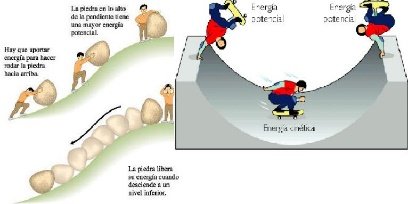 La piedra en lo alto
de la pendiente tiene
una mayor energía
potencial.
Hay que aportar
energía para hacer
rodar la piedra
hacia arriba.
La piedra libera
su energía cuando
desciende a un
nivel inferior.
Energía
potencial
Energía
potencial
Energía cinética